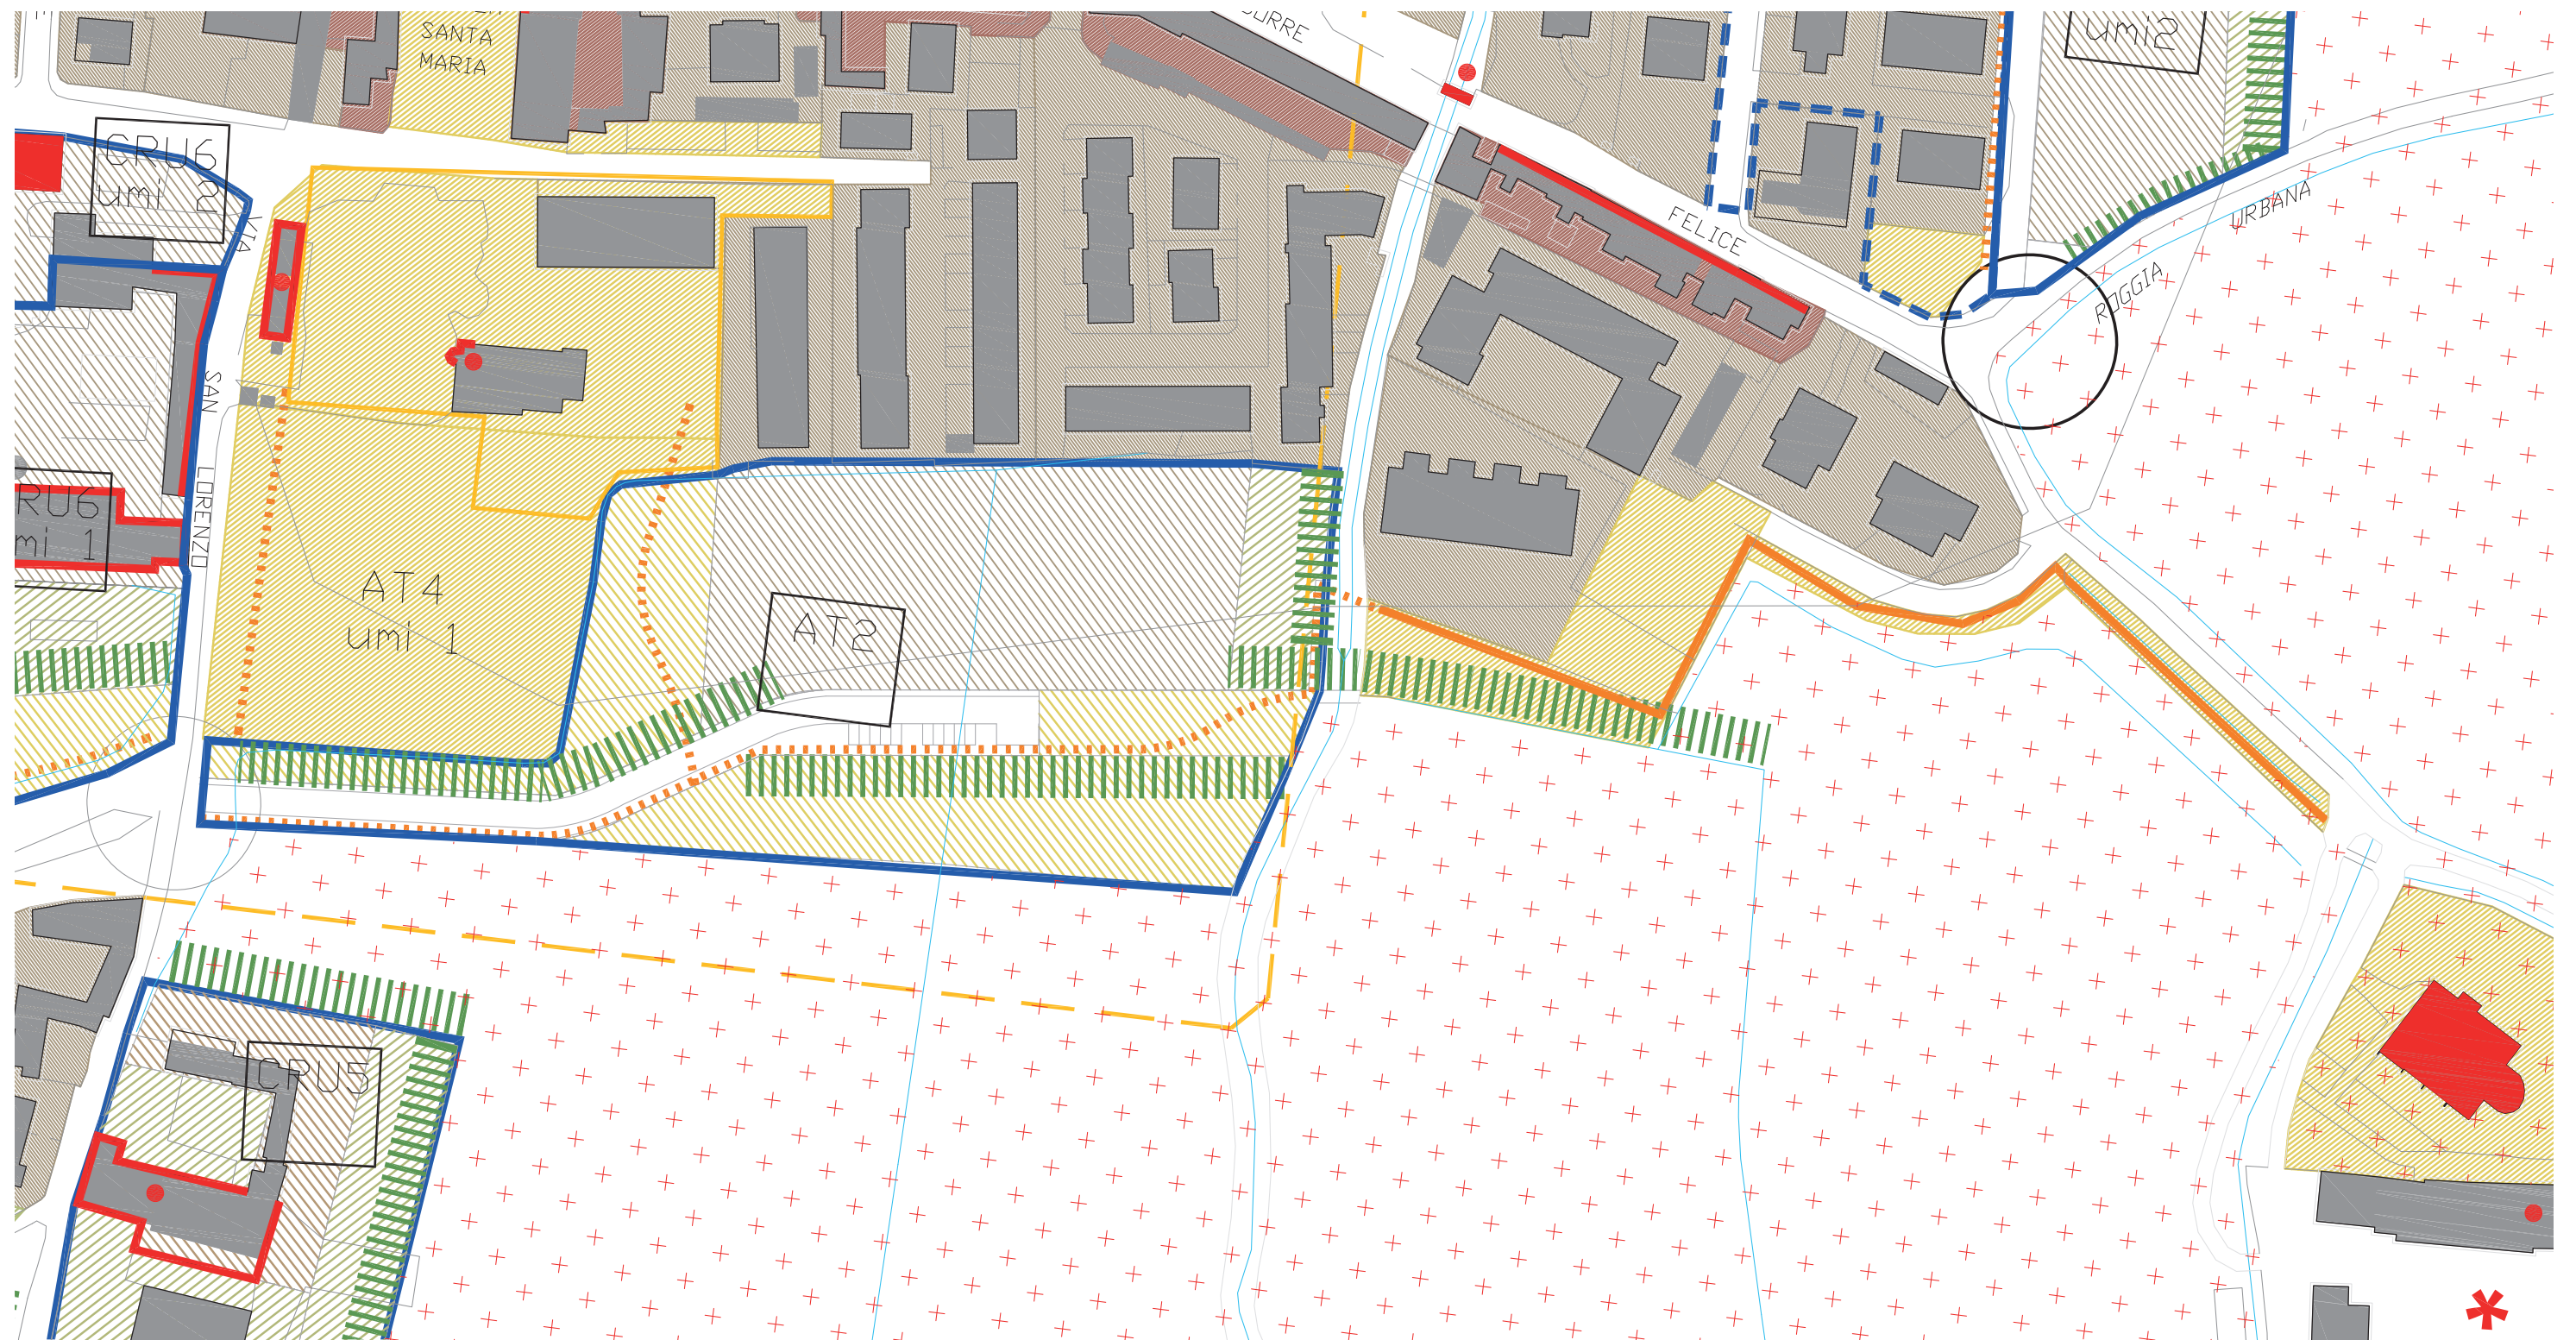 SANTA
MARIA
URRE
umi2
CRU6
umi 2
VIA
FELICE
URBANA
ROGGIA
SAN
LORENZO
RU6
mi 1
AT4
umi 1
AT2
CRU5